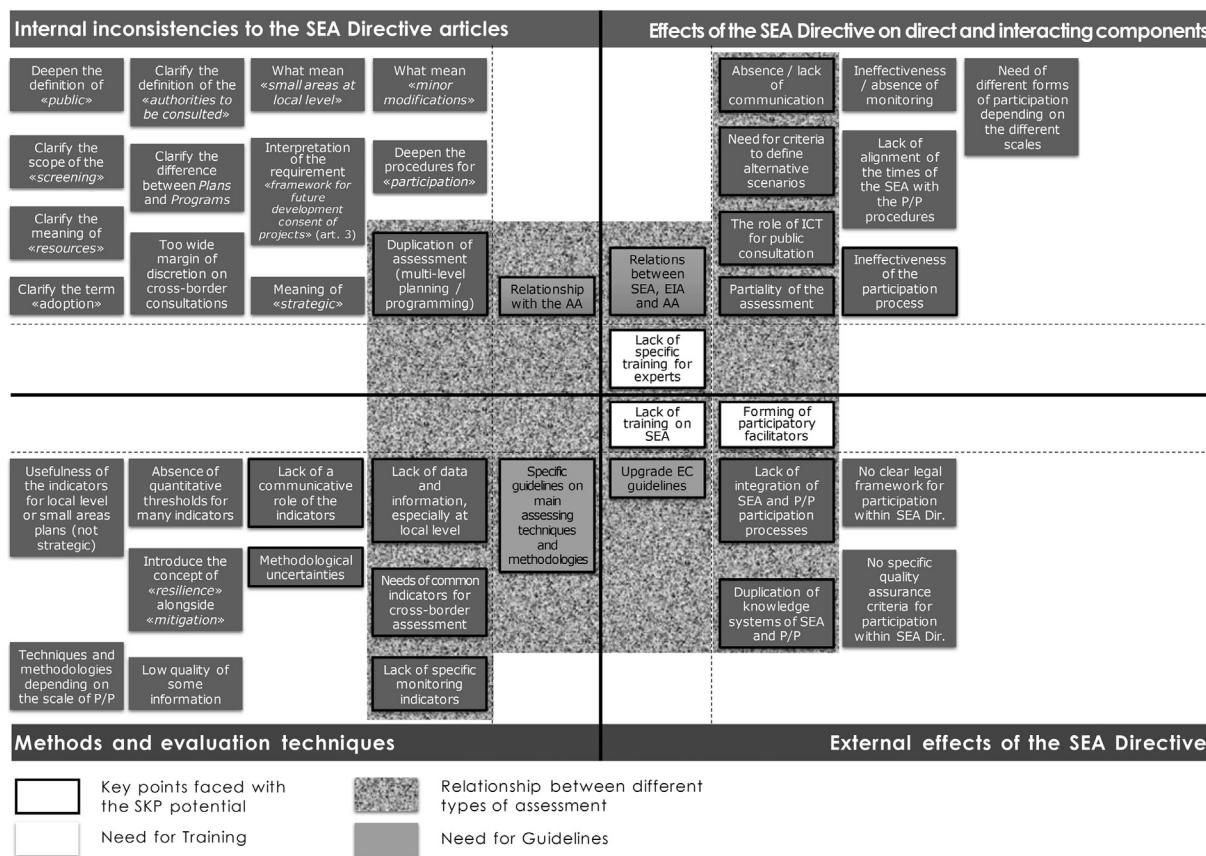 Internal inconsistencies to the SEA Directive articles
Effects of the SEA Directive on direct and interacting components
Deepen the
definition of
«public»
Clarify the
definition of the
«authorities to
be consulted»
What mean
«small areas at
local level»
What mean
«minor
modifications»
Clarify the
scope of the
«screening»
Clarify the
difference
between Plans
and Programs
Interpretation
of the
requirement
«framework for
future
development
consent of
projects» (art. 3)
Deepen the
procedures for
«participation»
Clarify the
meaning of
«resources»
Too wide
margin of
discretion on
cross-border
consultations
Clarify the term
«adoption»
Meaning of
«strategic»
Duplication of
assessment
(multi-level
planning /
programming)
Relationship
with the AA
Relations
between
SEA, EIA
and AA
Absence / lack
of
communication
Ineffectiveness
/ absence of
monitoring
Need of
different forms
of participation
depending on
the different
scales
Need for criteria
to define
alternative
scenarios
Lack of
alignment of
the times of
the SEA with
the P/P
procedures
The role of ICT
for public
consultation
Partiality of the
assessment
Ineffectiveness
of the
participation
process
Lack of
specific
training for
experts
Lack of
training on
SEA
Forming of
participatory
facilitators
Usefulness of
the indicators
for local level
or small areas
plans (not
strategic)
Absence of
quantitative
thresholds for
many indicators
Lack of a
communicative
role of the
indicators
Lack of data
and
information,
especially at
local level
Specific
guidelines on
main
assessing
techniques
and
methodologies
Upgrade EC
guidelines
Lack of
integration of
SEA and P/P
participation
processes
No clear legal
framework for
participation
within SEA Dir.
Introduce the
concept of
«resilience»
alongside
«mitigation»
Methodological
uncertainties
Needs of common
indicators for
cross-border
assessment
Duplication of
knowledge
systems of SEA
and P/P
No specific
quality
assurance
criteria for
participation
within SEA Dir.
Techniques and
methodologies
depending on
the scale of P/P
Low quality of
some
information
Lack of specific
monitoring
indicators
Methods and evaluation techniques
External effects of the SEA Directive
Key points faced with
the SKP potential
Relationship between different
types of assessment
Need for Training
Need for Guidelines